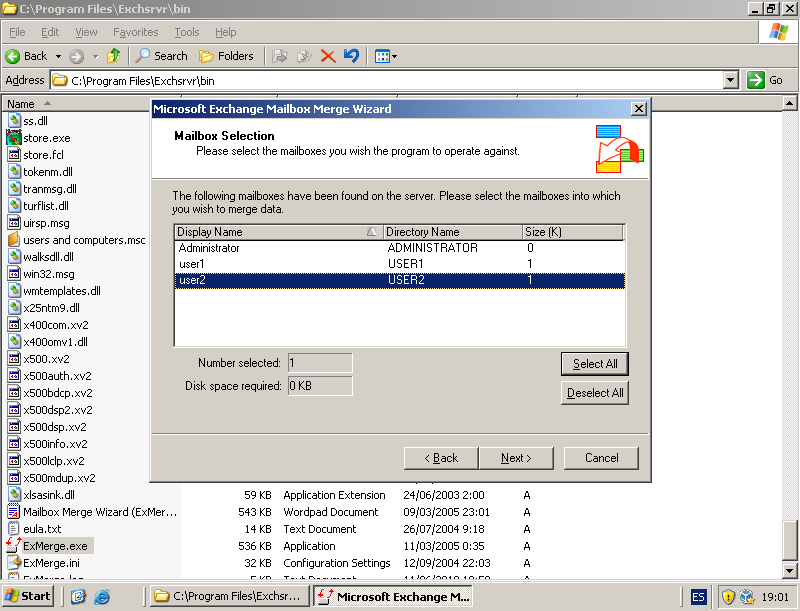 C:\Program Files\Exchsrvr\bin
File Edit View Favorites Tools Help
Back Search Folders
Address C:\Program Files\Exchsrvr\bin Go
Name
ss.dll
store.exe
store.fcl
tokenm.dll
tranmsg.dll
turflist.dll
uirsp.msg
users and computers.msc
walksdll.dll
win32.msg
wmtemplates.dll
x25ntm9.dll
x400com.xv2
x400omv1.dll
x500.xv2
x500auth.xv2
x500bdcp.xv2
x500dsp2.xv2
x500dsp.xv2
x500info.xv2
x500lclp.xv2
x500mdup.xv2
xlsasink.dll 59 KB Application Extension 24/06/2003 2:00 A
Mailbox Merge Wizard (ExMer... 543 KB Wordpad Document 09/03/2005 23:01 A
eula.txt 14 KB Text Document 26/07/2004 9:18 A
ExMerge.exe 536 KB Application 11/03/2005 0:35 A
ExMerge.ini 32 KB Configuration Settings 12/09/2004 22:03 A
Microsoft Exchange Mailbox Merge Wizard
Mailbox Selection
Please select the mailboxes you wish the program to operate against.
The following mailboxes have been found on the server. Please select the mailboxes into which
you wish to merge data.
Display Name Directory Name Size (K)
Administrator ADMINISTRATOR 0
user1 USER1 1
user2 USER2 1
Number selected: 1 Select All
Disk space required: 0 KB Deselect All
< Back Next > Cancel
Start C:\Program Files\Exchsr... Microsoft Exchange M... ES 19:01